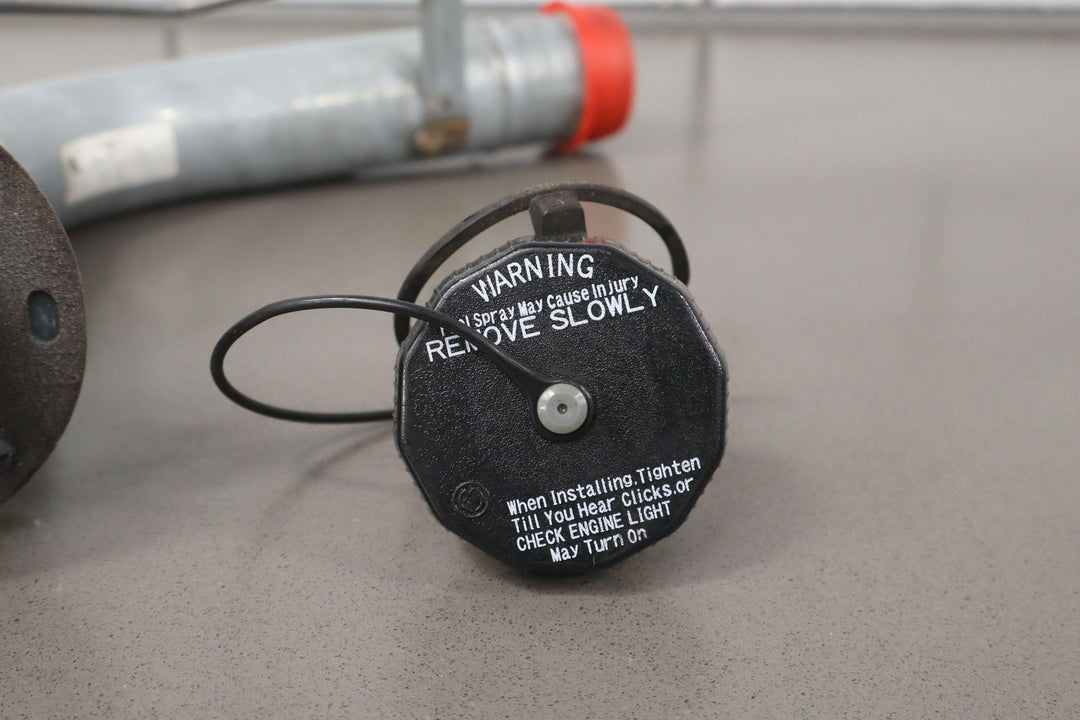 WARNING
Spray May Cause Injury
REMOVE SLOWLY
When Installing.Tighten
Till You Hear Clicks.or
CHECK ENGINE LIGHT
May Turn On